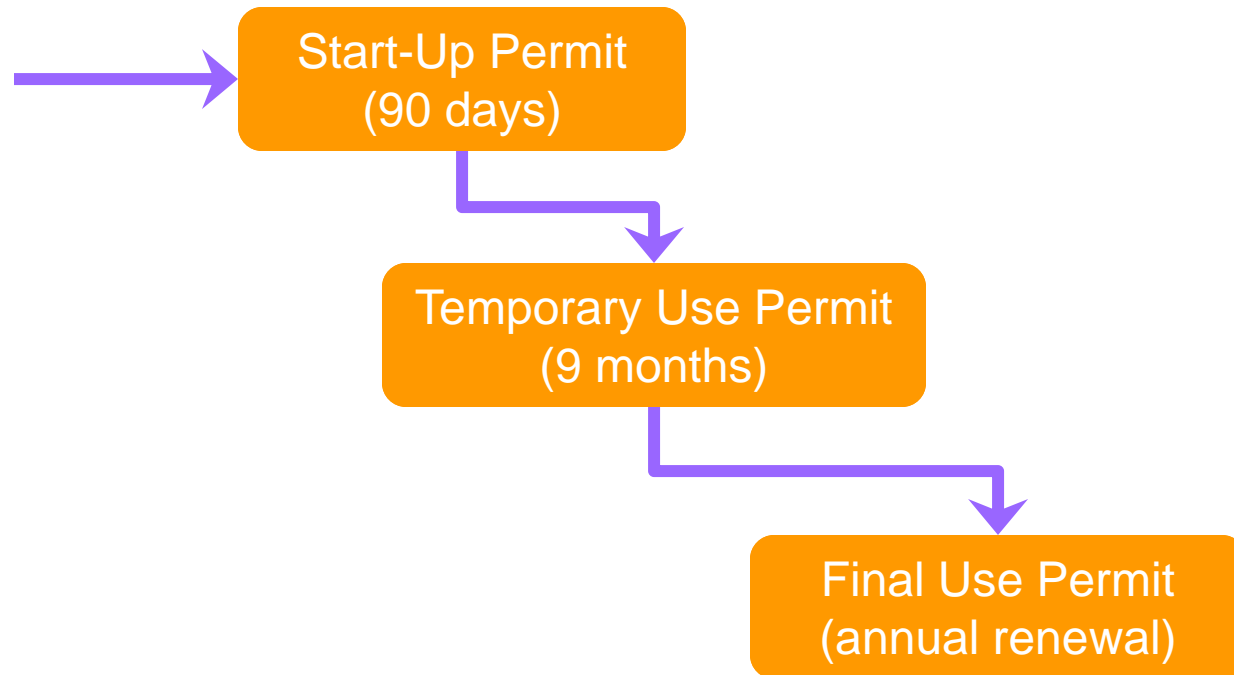 Start-Up Permit
(90 days)
Temporary Use Permit
(9 months)
Final Use Permit
(annual renewal)